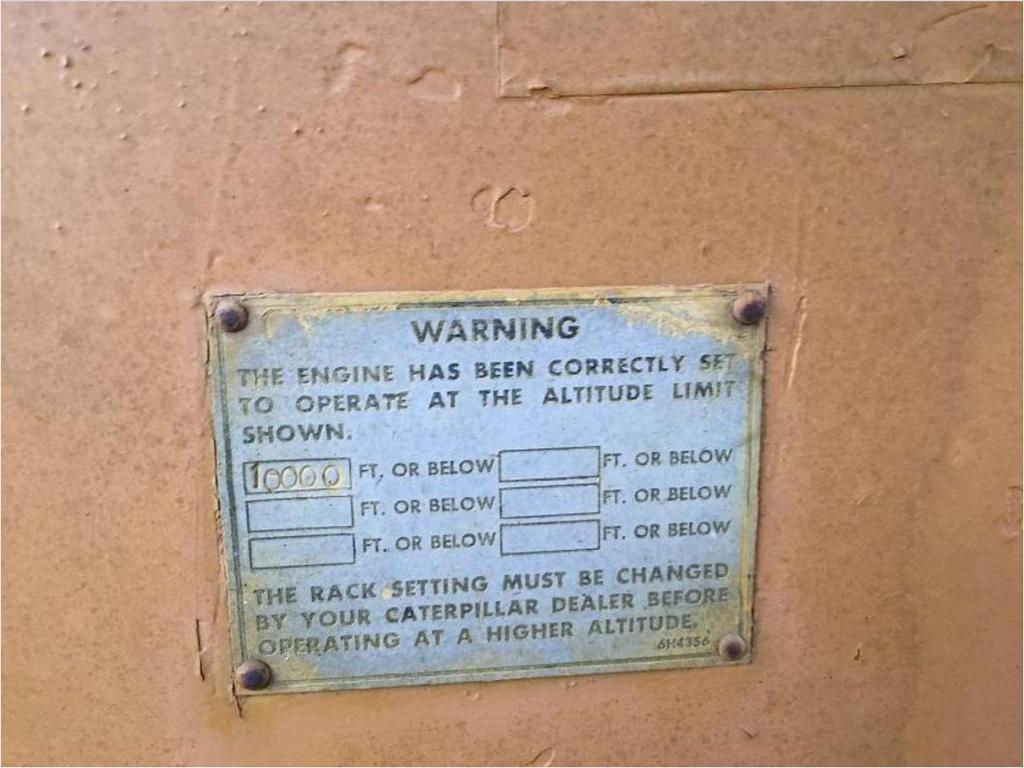 WARNING
THE ENGINE HAS BEEN CORRECTLY SET
TO OPERATE AT THE ALTITUDE LIMIT
SHOWN.
10000 FT. OR BELOW FT. OR BELOW
FT. OR BELOW FT. OR BELOW
FT. OR BELOW FT. OR BELOW
THE RACK SETTING MUST BE CHANGED
BY YOUR CATERPILLAR DEALER BEFORE
OPERATING AT A HIGHER ALTITUDE.
6H4356